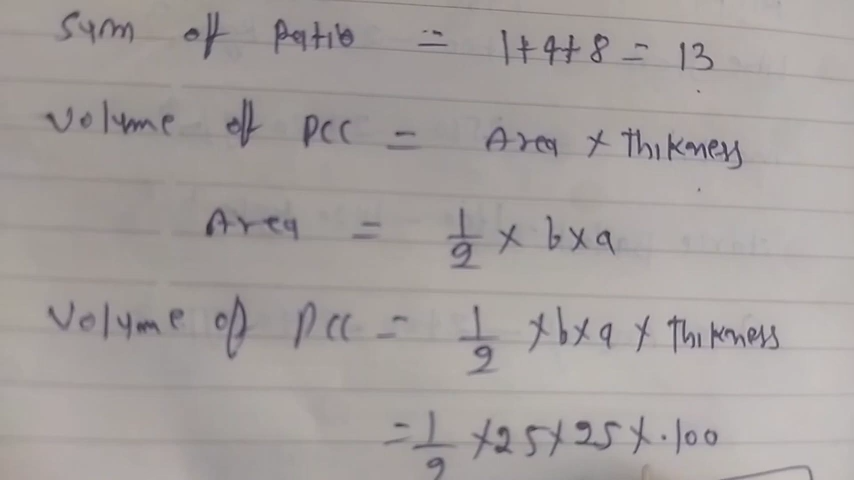 Sum of Ratio = 1+4+8 = 13
Volume of PCC = Area × Thikness
Area = 1/2 × b×a
Volume of PCC = 1/2 ×b×a × Thikness
= 1/2 ×25×25×.100